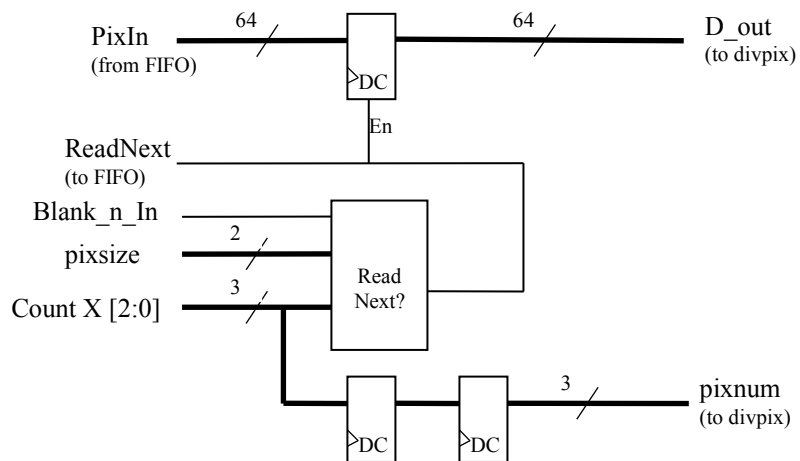 64
64
PixIn
D_out
(from FIFO)
(to divpix)
DC
En
ReadNext
(to FIFO)
Blank_n_In
2
pixsize
Read
Next?
3
Count X [2:0]
3
pixnum
(to divpix)
DC
DC